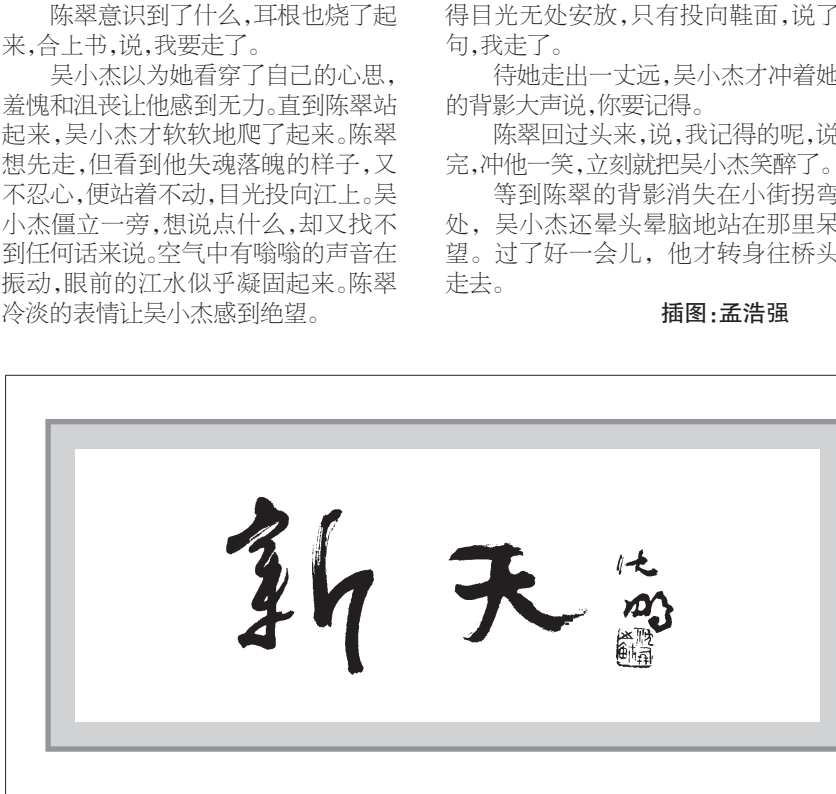 陈翠意识到了什么，耳根也烧了起
来，合上书，说，我要走了。
吴小杰以为她看穿了自己的心思，
羞愧和沮丧让他感到无力。直到陈翠站
起来，吴小杰才软软地爬了起来。陈翠
想先走，但看到他失魂落魄的样子，又
不忍心，便站着不动，目光投向江上。吴
小杰僵立一旁，想说点什么，却又找不
到任何话来说。空气中有嗡嗡的声音在
振动，眼前的江水似乎凝固起来。陈翠
冷淡的表情让吴小杰感到绝望。
得目光无处安放，只有投向鞋面，说了
句，我走了。
待她走出一丈远，吴小杰才冲着她
的背影大声说，你要记得。
陈翠回过头来，说，我记得的呢，说
完，冲他一笑，立刻就把吴小杰笑醉了。
等到陈翠的背影消失在小街拐弯
处，吴小杰还晕头晕脑地站在那里呆
望。过了好一会儿，他才转身往桥头
走去。
插图：孟浩强
新天
沈鹏